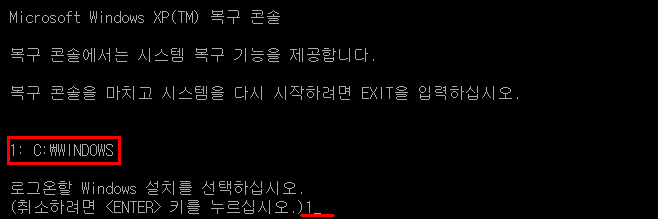 Microsoft Windows XP(TM) 복구 콘솔
복구 콘솔에서는 시스템 복구 기능을 제공합니다.
복구 콘솔을 마치고 시스템을 다시 시작하려면 EXIT을 입력하십시오.
1: C:₩WINDOWS
로그온할 Windows 설치를 선택하십시오.
(취소하려면 <ENTER> 키를 누르십시오.)1_